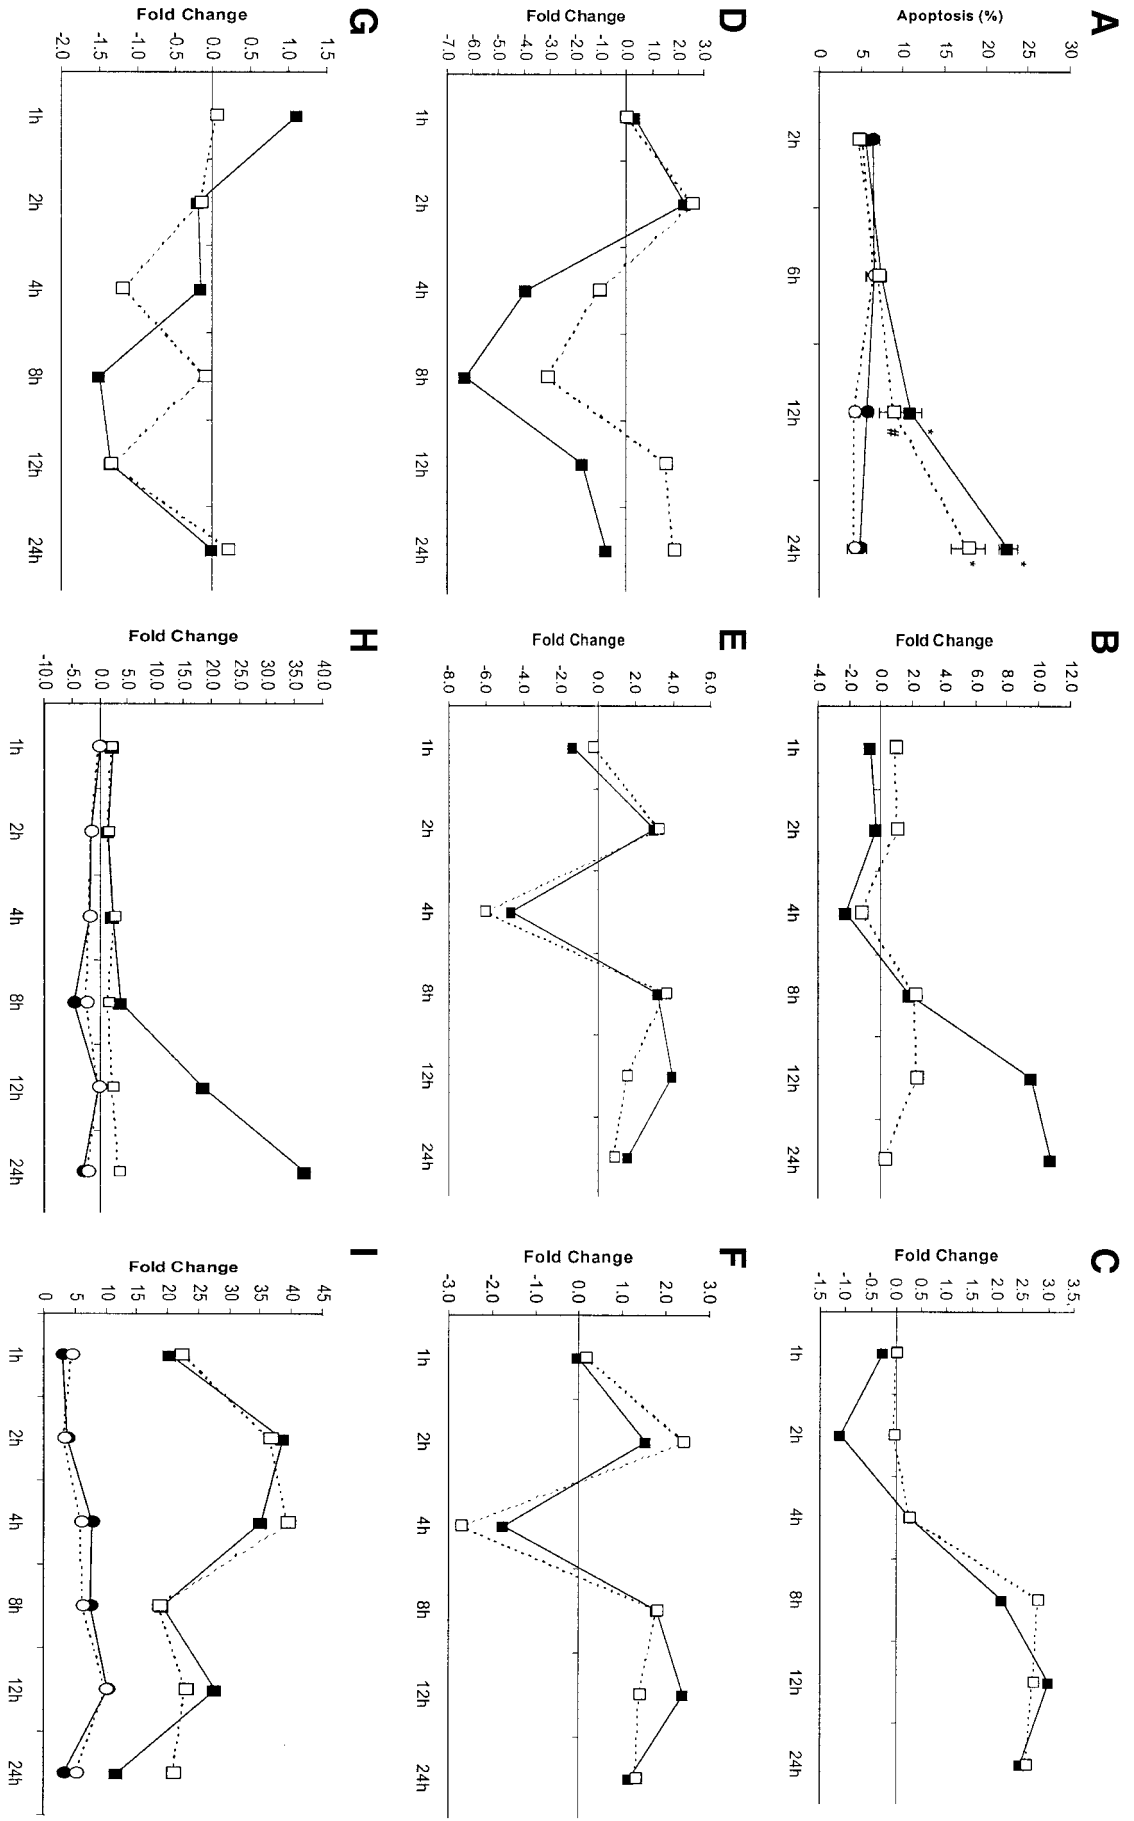 A
Apoptosis (%)
30
25
20
15
10
5
0
2h 6h 12h 24h
* # * *
B
Fold Change
12.0
10.0
8.0
6.0
4.0
2.0
0.0
-2.0
-4.0
1h 2h 4h 8h 12h 24h
C
Fold Change
3.5
3.0
2.5
2.0
1.5
1.0
0.5
0.0
-0.5
-1.0
-1.5
1h 2h 4h 8h 12h 24h
D
Fold Change
3.0
2.0
1.0
0.0
-1.0
-2.0
-3.0
-4.0
-5.0
-6.0
-7.0
1h 2h 4h 8h 12h 24h
E
Fold Change
6.0
4.0
2.0
0.0
-2.0
-4.0
-6.0
-8.0
1h 2h 4h 8h 12h 24h
F
Fold Change
3.0
2.0
1.0
0.0
-1.0
-2.0
-3.0
1h 2h 4h 8h 12h 24h
G
Fold Change
1.5
1.0
0.5
0.0
-0.5
-1.0
-1.5
-2.0
1h 2h 4h 8h 12h 24h
H
Fold Change
40.0
35.0
30.0
25.0
20.0
15.0
10.0
5.0
0.0
-5.0
-10.0
1h 2h 4h 8h 12h 24h
I
Fold Change
45
40
35
30
25
20
15
10
5
0
1h 2h 4h 8h 12h 24h